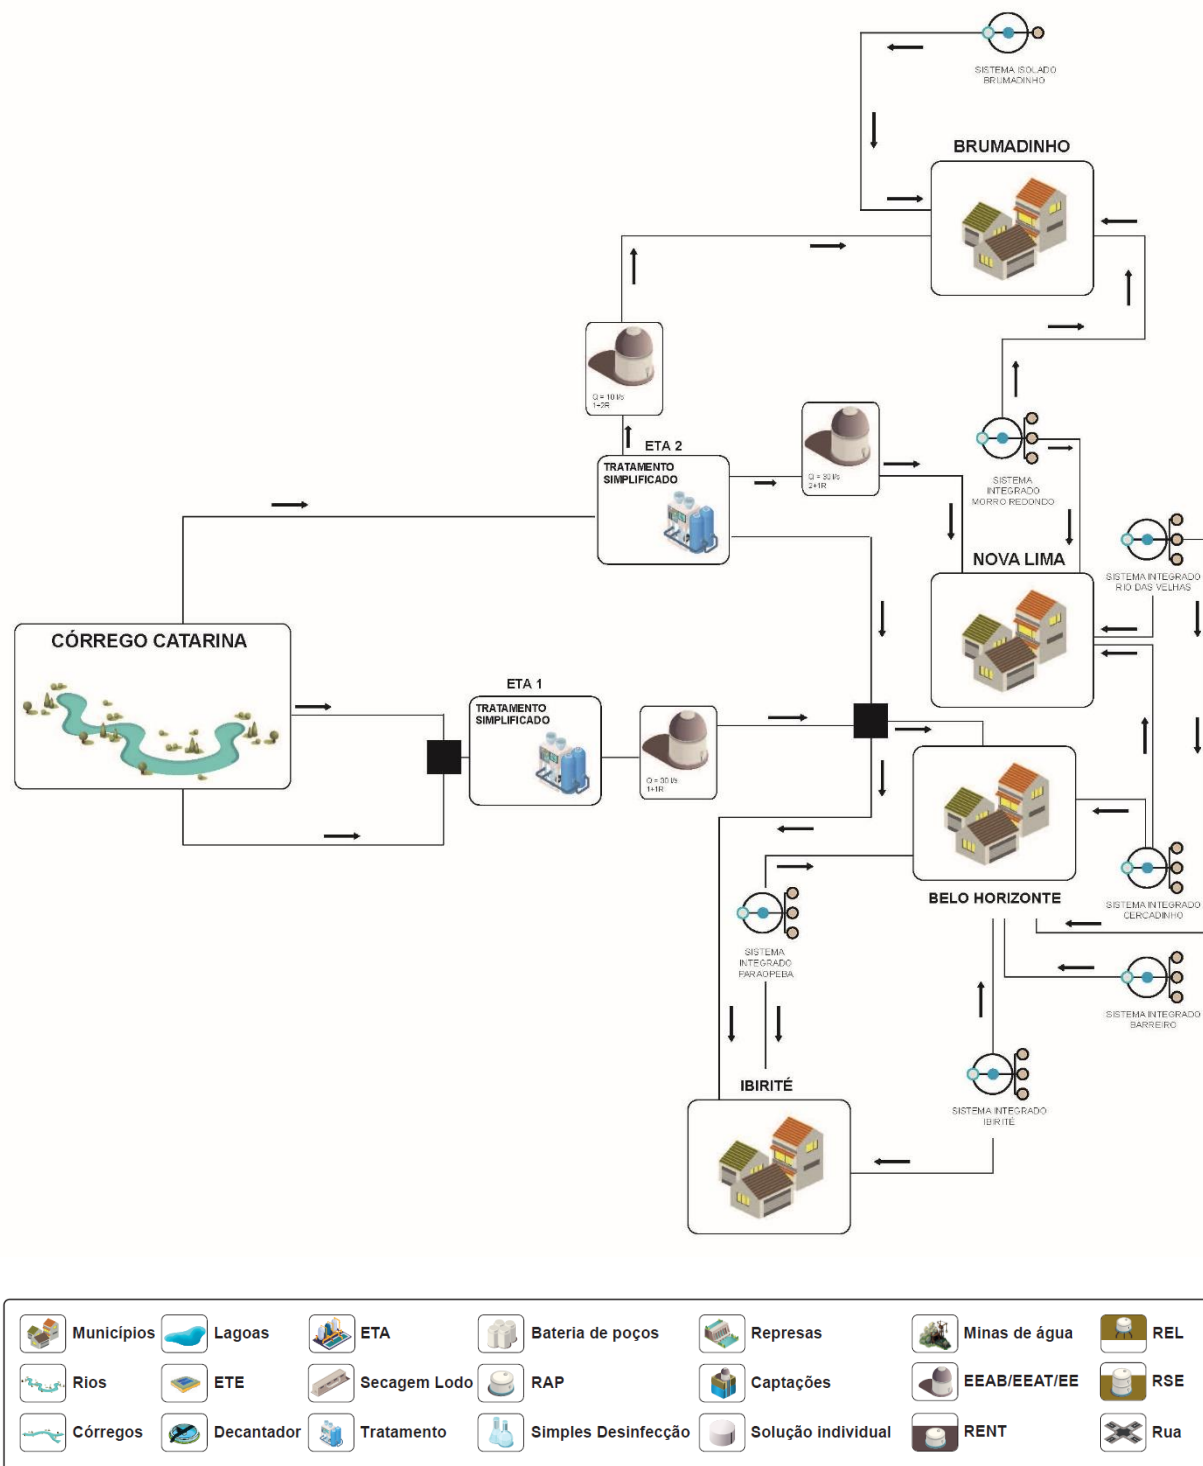 SISTEMA ISOLADO
BRUMADINHO
BRUMADINHO
Q = 10 l/s
1+2R
ETA 2
TRATAMENTO
SIMPLIFICADO
Q = 30 l/s
2+1R
SISTEMA
INTEGRADO
MORRO REDONDO
NOVA LIMA
SISTEMA INTEGRADO
RIO DAS VELHAS
CÓRREGO CATARINA
ETA 1
TRATAMENTO
SIMPLIFICADO
Q = 30 l/s
1+1R
BELO HORIZONTE
SISTEMA INTEGRADO
CERCADINHO
SISTEMA
INTEGRADO
PARAOPEBA
SISTEMA INTEGRADO
BARREIRO
IBIRITÉ
SISTEMA INTEGRADO
IBIRITÉ
Municípios
Lagoas
ETA
Bateria de poços
Represas
Minas de água
REL
Rios
ETE
Secagem Lodo
RAP
Captações
EEAB/EEAT/EE
RSE
Córregos
Decantador
Tratamento
Simples Desinfecção
Solução individual
RENT
Rua